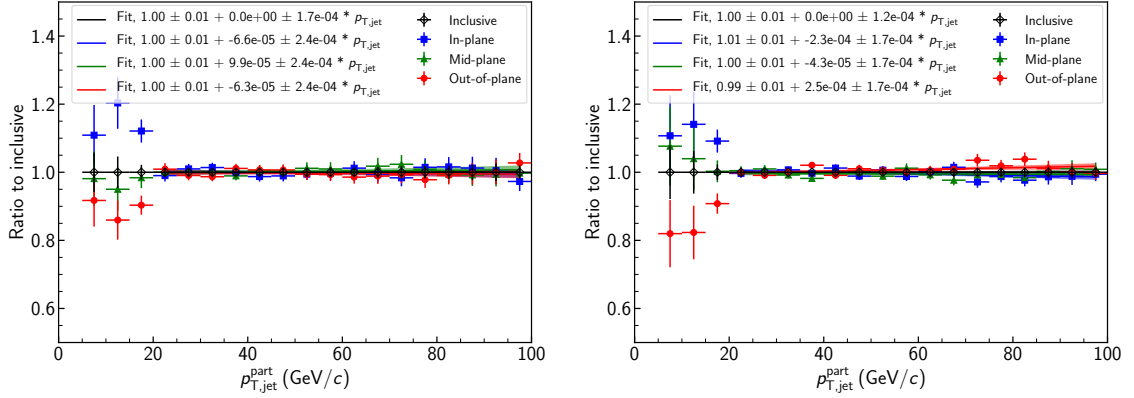 Fit, 1.00 ± 0.01 + 0.0e+00 ± 1.7e-04 * p_T,jet
Fit, 1.00 ± 0.01 + -6.6e-05 ± 2.4e-04 * p_T,jet
Fit, 1.00 ± 0.01 + 9.9e-05 ± 2.4e-04 * p_T,jet
Fit, 1.00 ± 0.01 + -6.3e-05 ± 2.4e-04 * p_T,jet
Inclusive
In-plane
Mid-plane
Out-of-plane
Ratio to inclusive
1.4
1.2
1.0
0.8
0.6
0 20 40 60 80 100
p_T,jet^part (GeV/c)
Fit, 1.00 ± 0.01 + 0.0e+00 ± 1.2e-04 * p_T,jet
Fit, 1.01 ± 0.01 + -2.3e-04 ± 1.7e-04 * p_T,jet
Fit, 1.00 ± 0.01 + -4.3e-05 ± 1.7e-04 * p_T,jet
Fit, 0.99 ± 0.01 + 2.5e-04 ± 1.7e-04 * p_T,jet
Inclusive
In-plane
Mid-plane
Out-of-plane
Ratio to inclusive
1.4
1.2
1.0
0.8
0.6
0 20 40 60 80 100
p_T,jet^part (GeV/c)